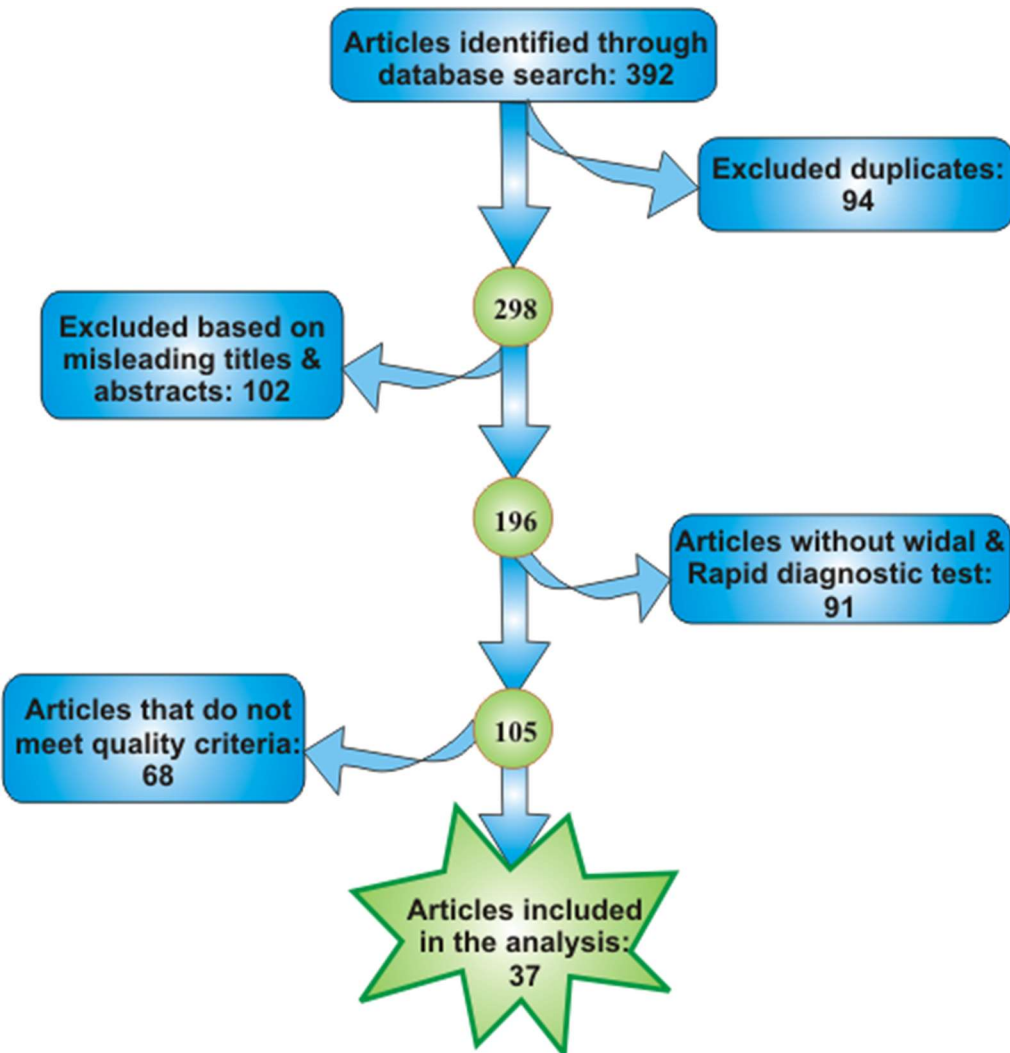 Articles identified through
database search: 392
Excluded duplicates:
94
298
Excluded based on
misleading titles &
abstracts: 102
196
Articles without widal &
Rapid diagnostic test:
91
105
Articles that do not
meet quality criteria:
68
Articles included
in the analysis:
37